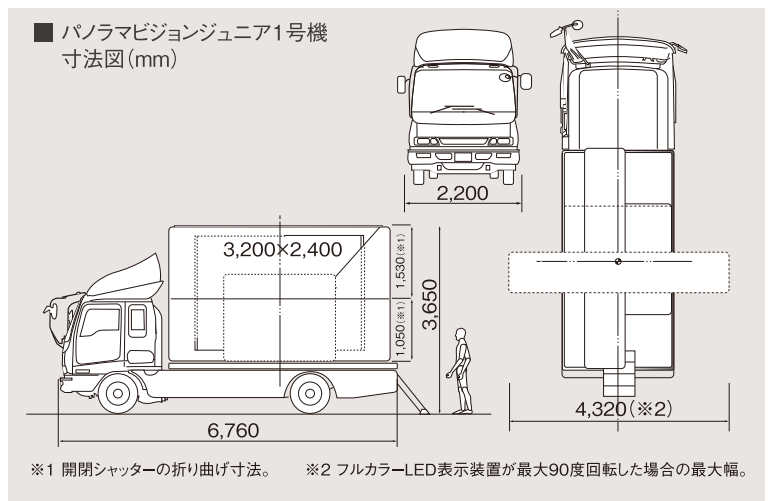 ■ パノラマビジョンジュニア1号機
寸法図(mm)
2,200
3,200×2,400
1,530(※1)
1,050(※1)
3,650
6,760
4,320(※2)
※1 開閉シャッターの折り曲げ寸法。
※2 フルカラーLED表示装置が最大90度回転した場合の最大幅。